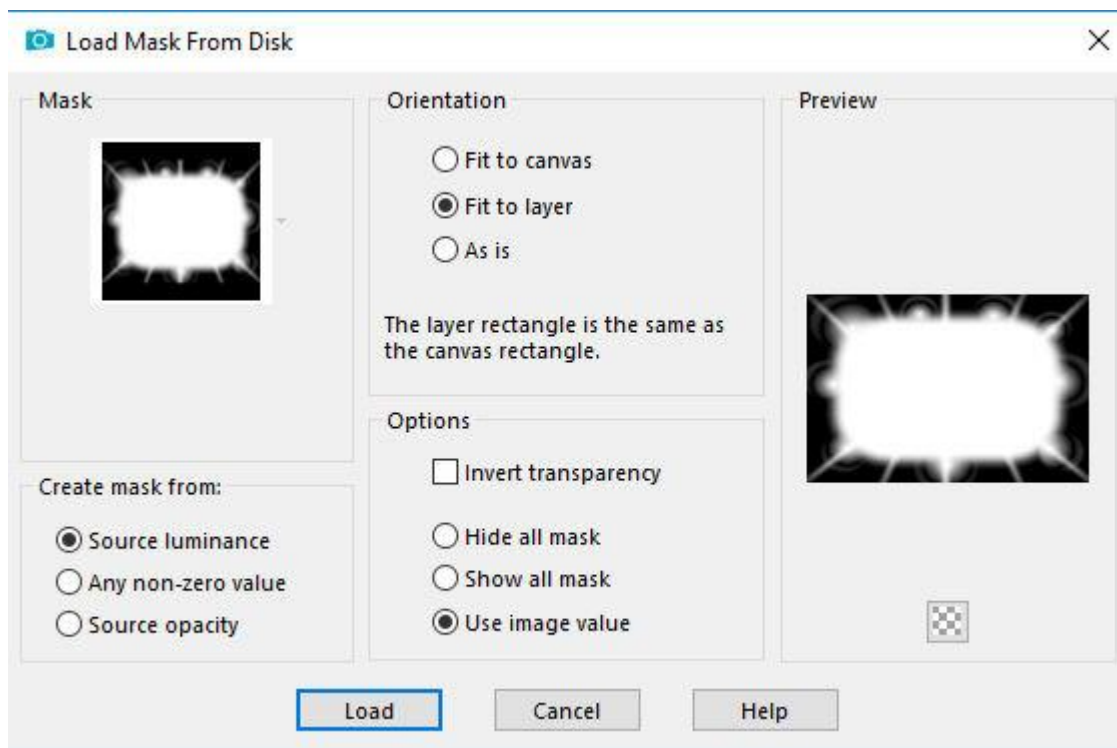 Load Mask From Disk
Mask
Orientation
Fit to canvas
Fit to layer
As is
The layer rectangle is the same as
the canvas rectangle.
Preview
Create mask from:
Source luminance
Any non-zero value
Source opacity
Options
Invert transparency
Hide all mask
Show all mask
Use image value
Load
Cancel
Help